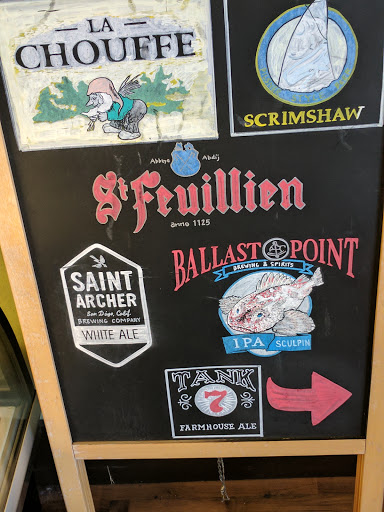 LA
CHOUFFE
SCRIMSHAW
Abbaye Abdij
St Feuillien
anno 1125
SAINT
ARCHER
San Diego, Calif.
BREWING COMPANY
WHITE ALE
BALLAST POINT
BREWING & SPIRITS
IPA SCULPIN
TANK
7
FARMHOUSE ALE